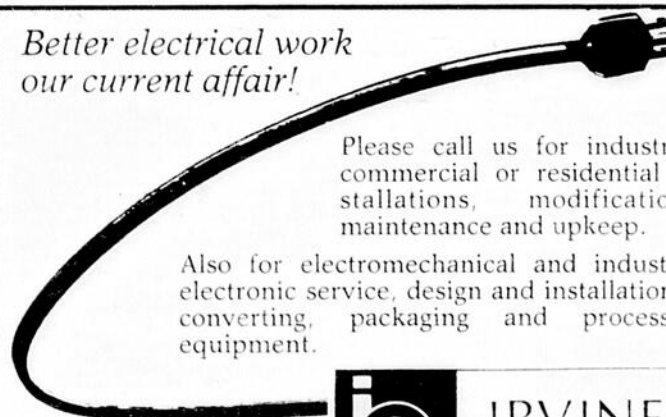 Better electrical work
our current affair!
Please call us for industr
commercial or residential
stallations, modificatio
maintenance and upkeep.
Also for electromechanical and indust
electronic service, design and installation
converting, packaging and process
equipment.
IRVINE